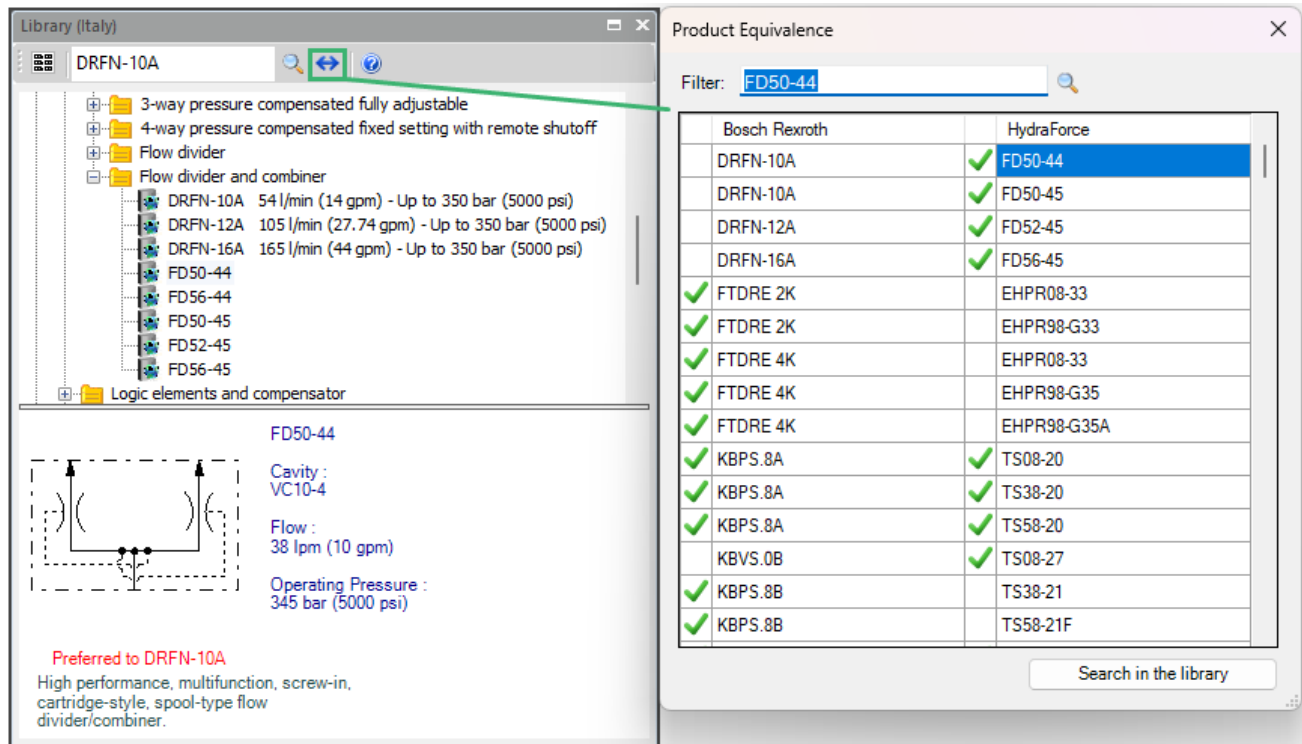 Library (Italy)
DRFN-10A
3-way pressure compensated fully adjustable
4-way pressure compensated fixed setting with remote shutoff
Flow divider
Flow divider and combiner
DRFN-10A 54 l/min (14 gpm) - Up to 350 bar (5000 psi)
DRFN-12A 105 l/min (27.74 gpm) - Up to 350 bar (5000 psi)
DRFN-16A 165 l/min (44 gpm) - Up to 350 bar (5000 psi)
FD50-44
FD56-44
FD50-45
FD52-45
FD56-45
Logic elements and compensator
FD50-44
Cavity :
VC10-4
Flow :
38 lpm (10 gpm)
Operating Pressure :
345 bar (5000 psi)
Preferred to DRFN-10A
High performance, multifunction, screw-in,
cartridge-style, spool-type flow
divider/combiner.
Product Equivalence
Filter: FD50-44
Bosch Rexroth HydraForce
DRFN-10A FD50-44
DRFN-10A FD50-45
DRFN-12A FD52-45
DRFN-16A FD56-45
FTDRE 2K EHPR08-33
FTDRE 2K EHPR98-G33
FTDRE 4K EHPR08-33
FTDRE 4K EHPR98-G35
FTDRE 4K EHPR98-G35A
KBPS.8A TS08-20
KBPS.8A TS38-20
KBPS.8A TS58-20
KBVS.0B TS08-27
KBPS.8B TS38-21
KBPS.8B TS58-21F
Search in the library